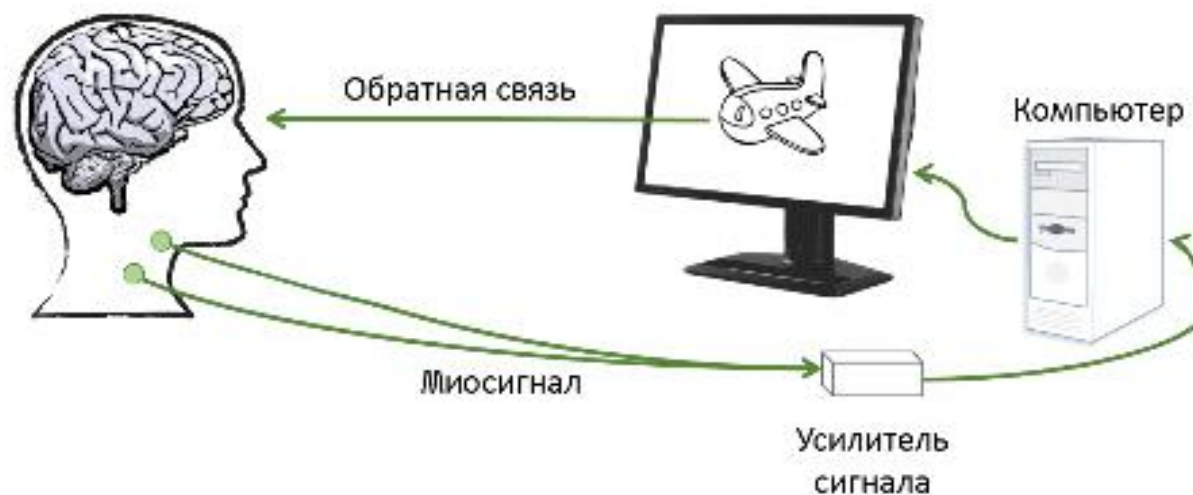 Обратная связь
Компьютер
Миосигнал
Усилитель
сигнала